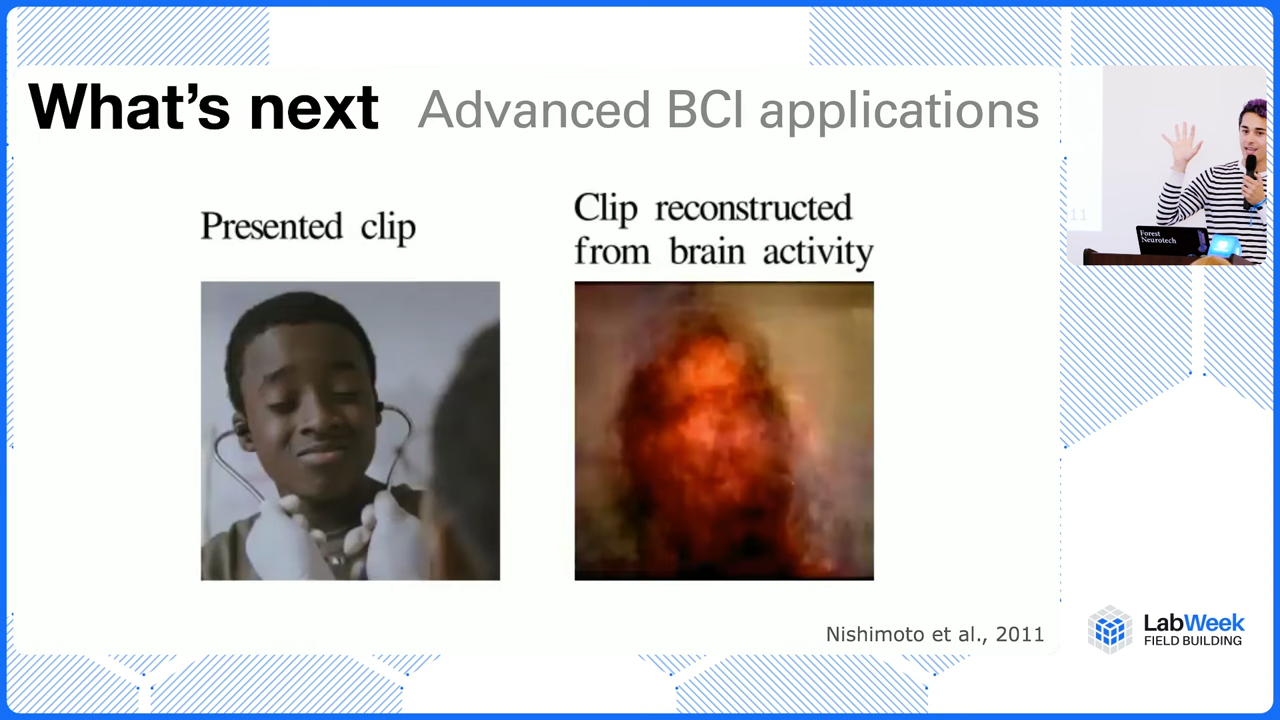 What's next Advanced BCI applications
Presented clip
Clip reconstructed
from brain activity
Nishimoto et al., 2011
11
Forest
Neurotech
LabWeek
FIELD BUILDING